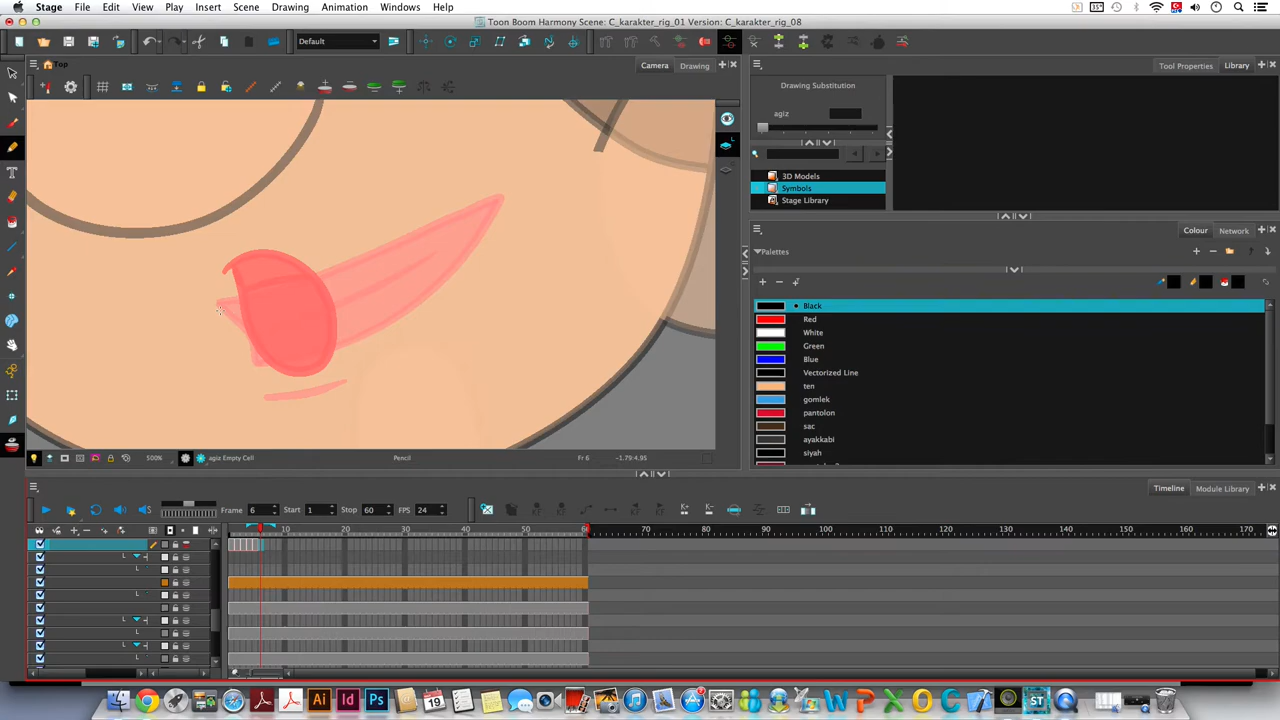 Stage File Edit View Play Insert Drawing Animation Windows Help
Toon Boom Harmony Scene: C_karakter_rig_01 Version: C_karakter_rig_08
Default
Top
Camera Drawing
Tool Properties Library
Drawing Substitution
agiz
3D Models
Symbols
Stage Library
Colour Network
Palettes
Black
Red
White
Green
Blue
Vectorized Line
ten
gomlek
pantolon
sac
ayakkabi
siyah
500% agiz Empty Cell Pencil Fr 6 -1.79:4.95
Timeline Module Library
Frame 6 Start 1 Stop 60 FPS 24
10 20 30 40 50 60 70 80 90 100 110 120 130 140 150 160 170